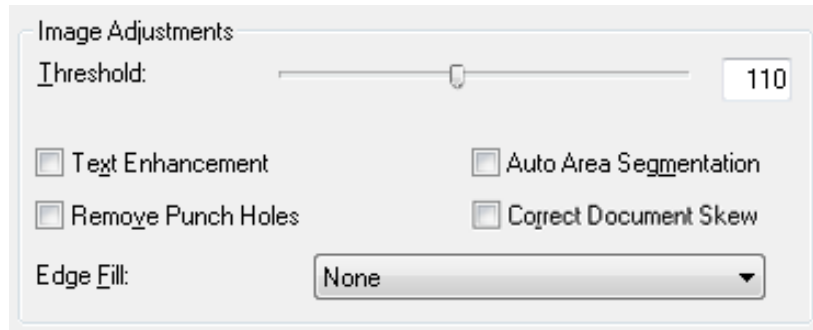 Image Adjustments
Threshold: 110
Text Enhancement Auto Area Segmentation
Remove Punch Holes Correct Document Skew
Edge Fill: None